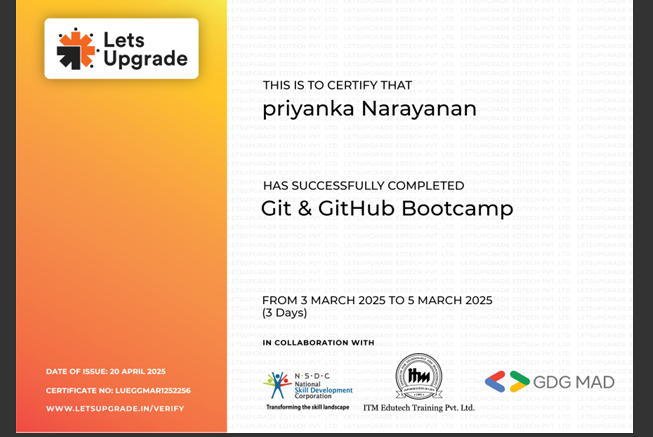 Lets
Upgrade
THIS IS TO CERTIFY THAT
priyanka Narayanan
HAS SUCCESSFULLY COMPLETED
Git & GitHub Bootcamp
FROM 3 MARCH 2025 TO 5 MARCH 2025
(3 Days)
IN COLLABORATION WITH
N·S·D·C
National
Skill Development
Corporation
Transforming the skill landscape
itm
ITM Edutech Training Pvt. Ltd.
GDG MAD
DATE OF ISSUE: 20 APRIL 2025
CERTIFICATE NO: LUEGGMAR1252256
WWW.LETSUPGRADE.IN/VERIFY